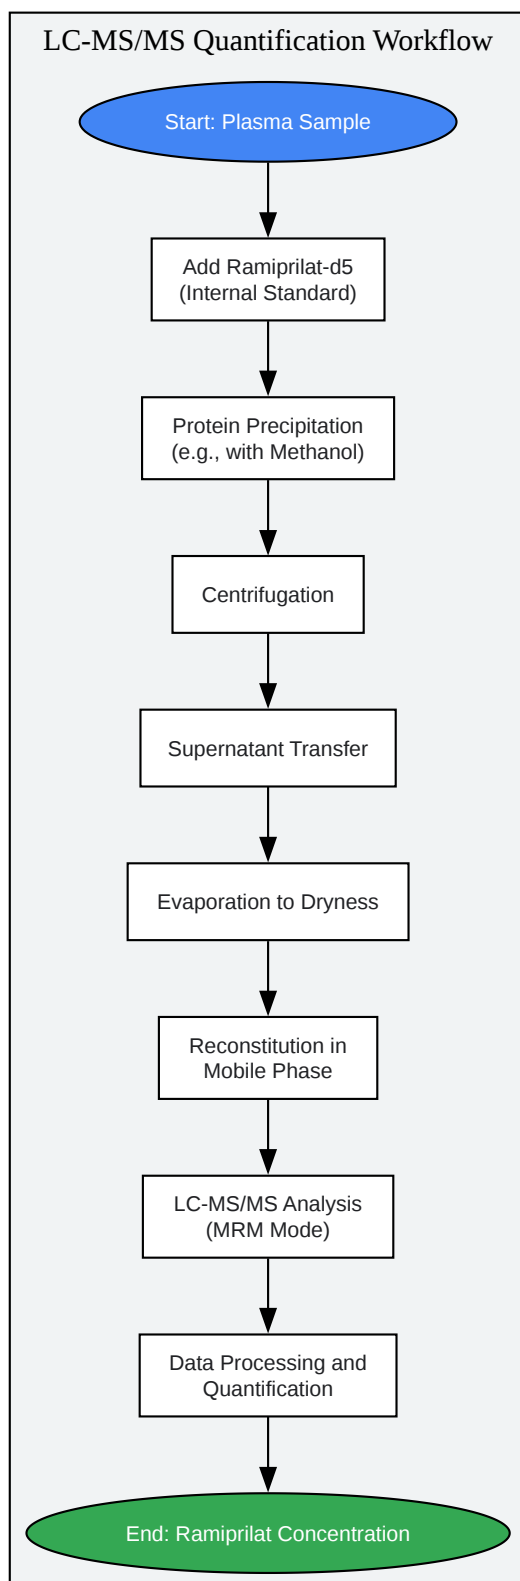 LC-MS/MS Quantification Workflow
Start: Plasma Sample
Add Ramiprilat-d5
(Internal Standard)
Protein Precipitation
(e.g., with Methanol)
Centrifugation
Supernatant Transfer
Evaporation to Dryness
Reconstitution in
Mobile Phase
LC-MS/MS Analysis
(MRM Mode)
Data Processing and
Quantification
End: Ramiprilat Concentration